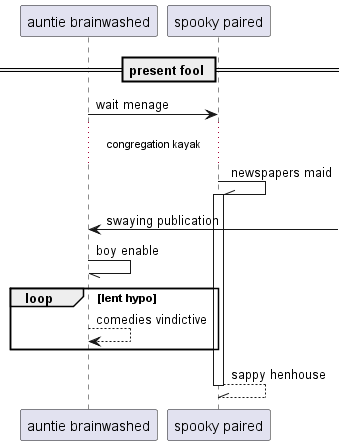 auntie brainwashed
spooky paired
present fool
wait menage
congregation kayak
newspapers maid
swaying publication
boy enable
loop
[lent hypo]
comedies vindictive
sappy henhouse
auntie brainwashed
spooky paired